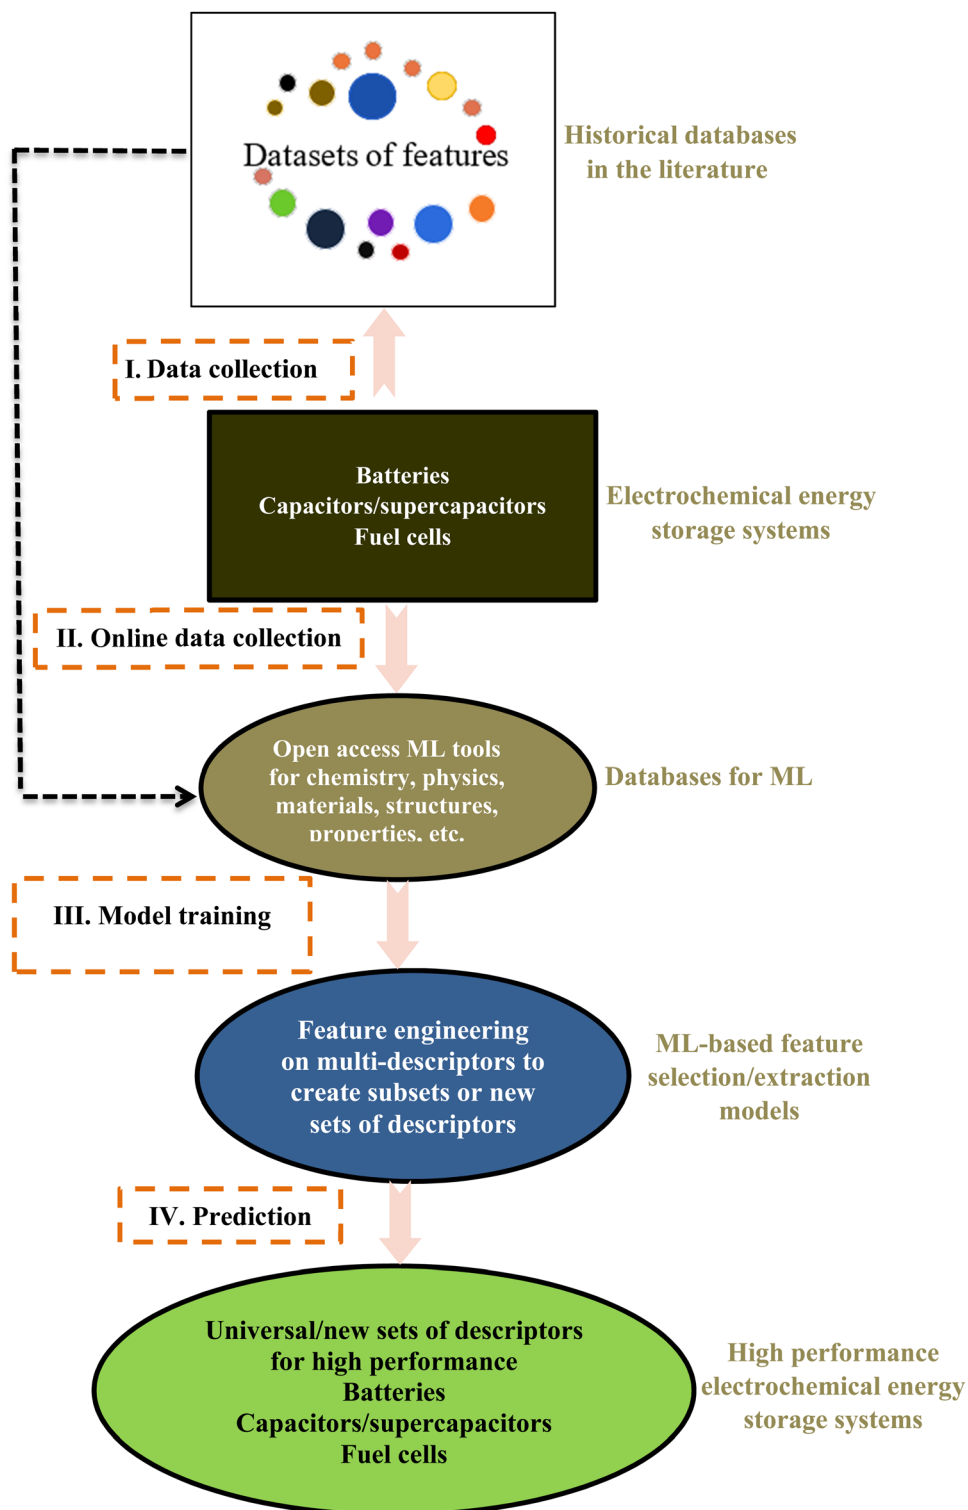 Datasets of features
Historical databases
in the literature
I. Data collection
Batteries
Capacitors/supercapacitors
Fuel cells
Electrochemical energy
storage systems
II. Online data collection
Open access ML tools
for chemistry, physics,
materials, structures,
properties, etc.
Databases for ML
III. Model training
Feature engineering
on multi-descriptors to
create subsets or new
sets of descriptors
ML-based feature
selection/extraction
models
IV. Prediction
Universal/new sets of descriptors
for high performance
Batteries
Capacitors/supercapacitors
Fuel cells
High performance
electrochemical energy
storage systems